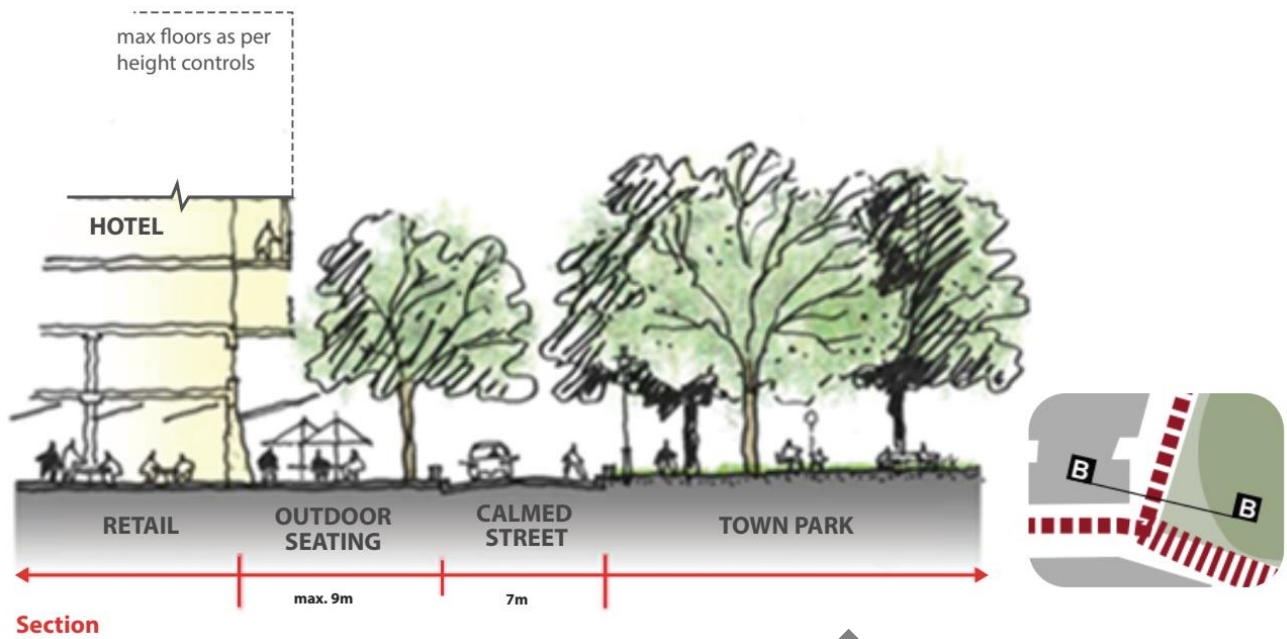 max floors as per
height controls
HOTEL
RETAIL
OUTDOOR
SEATING
CALMED
STREET
TOWN PARK
max. 9m
7m
Section
B
B